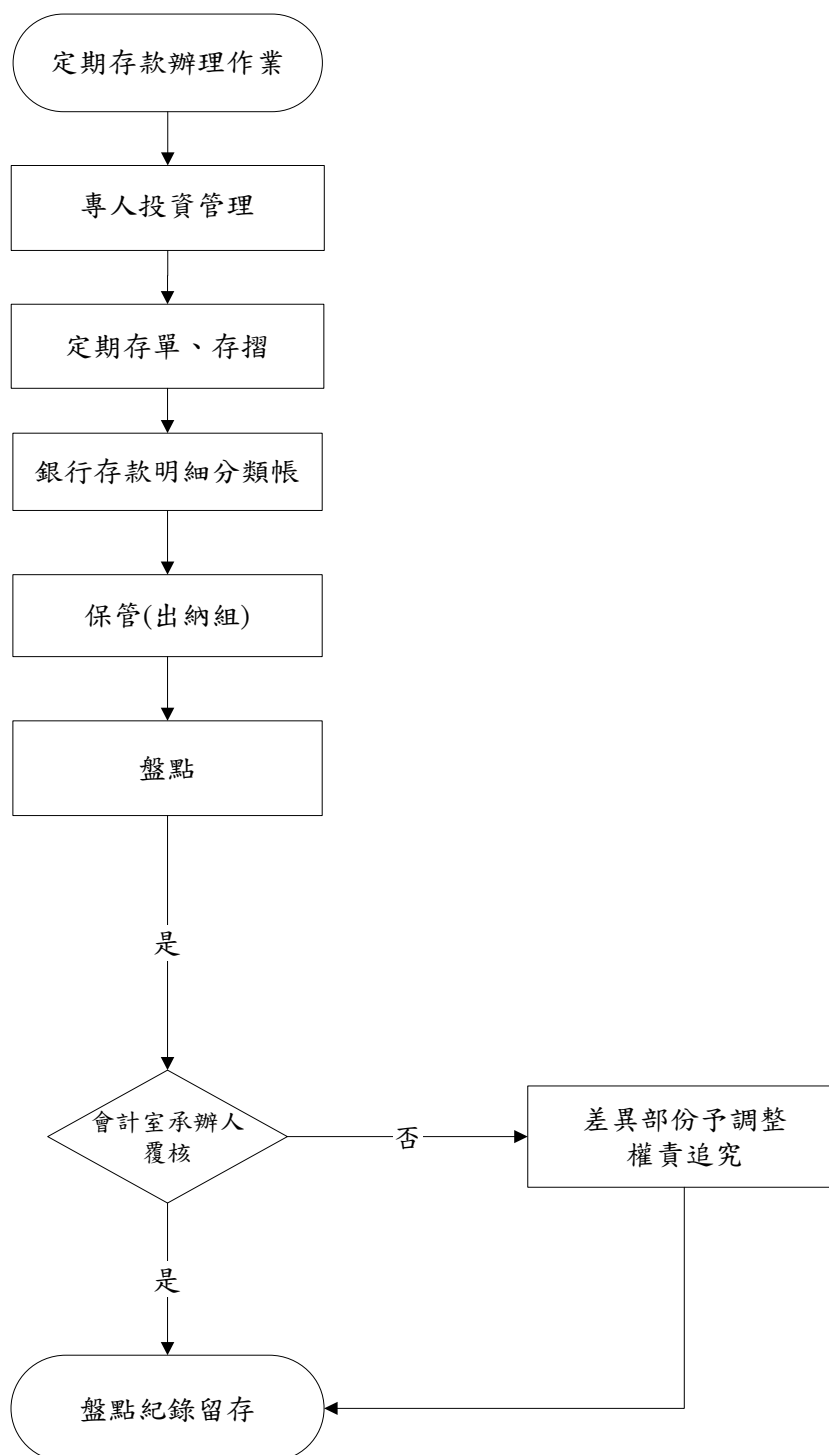 定期存款辦理作業
專人投資管理
定期存單、存摺
銀行存款明細分類帳
保管(出納組)
盤點
是
會計室承辦人
覆核
否
差異部份予調整
權責追究
是
盤點紀錄留存